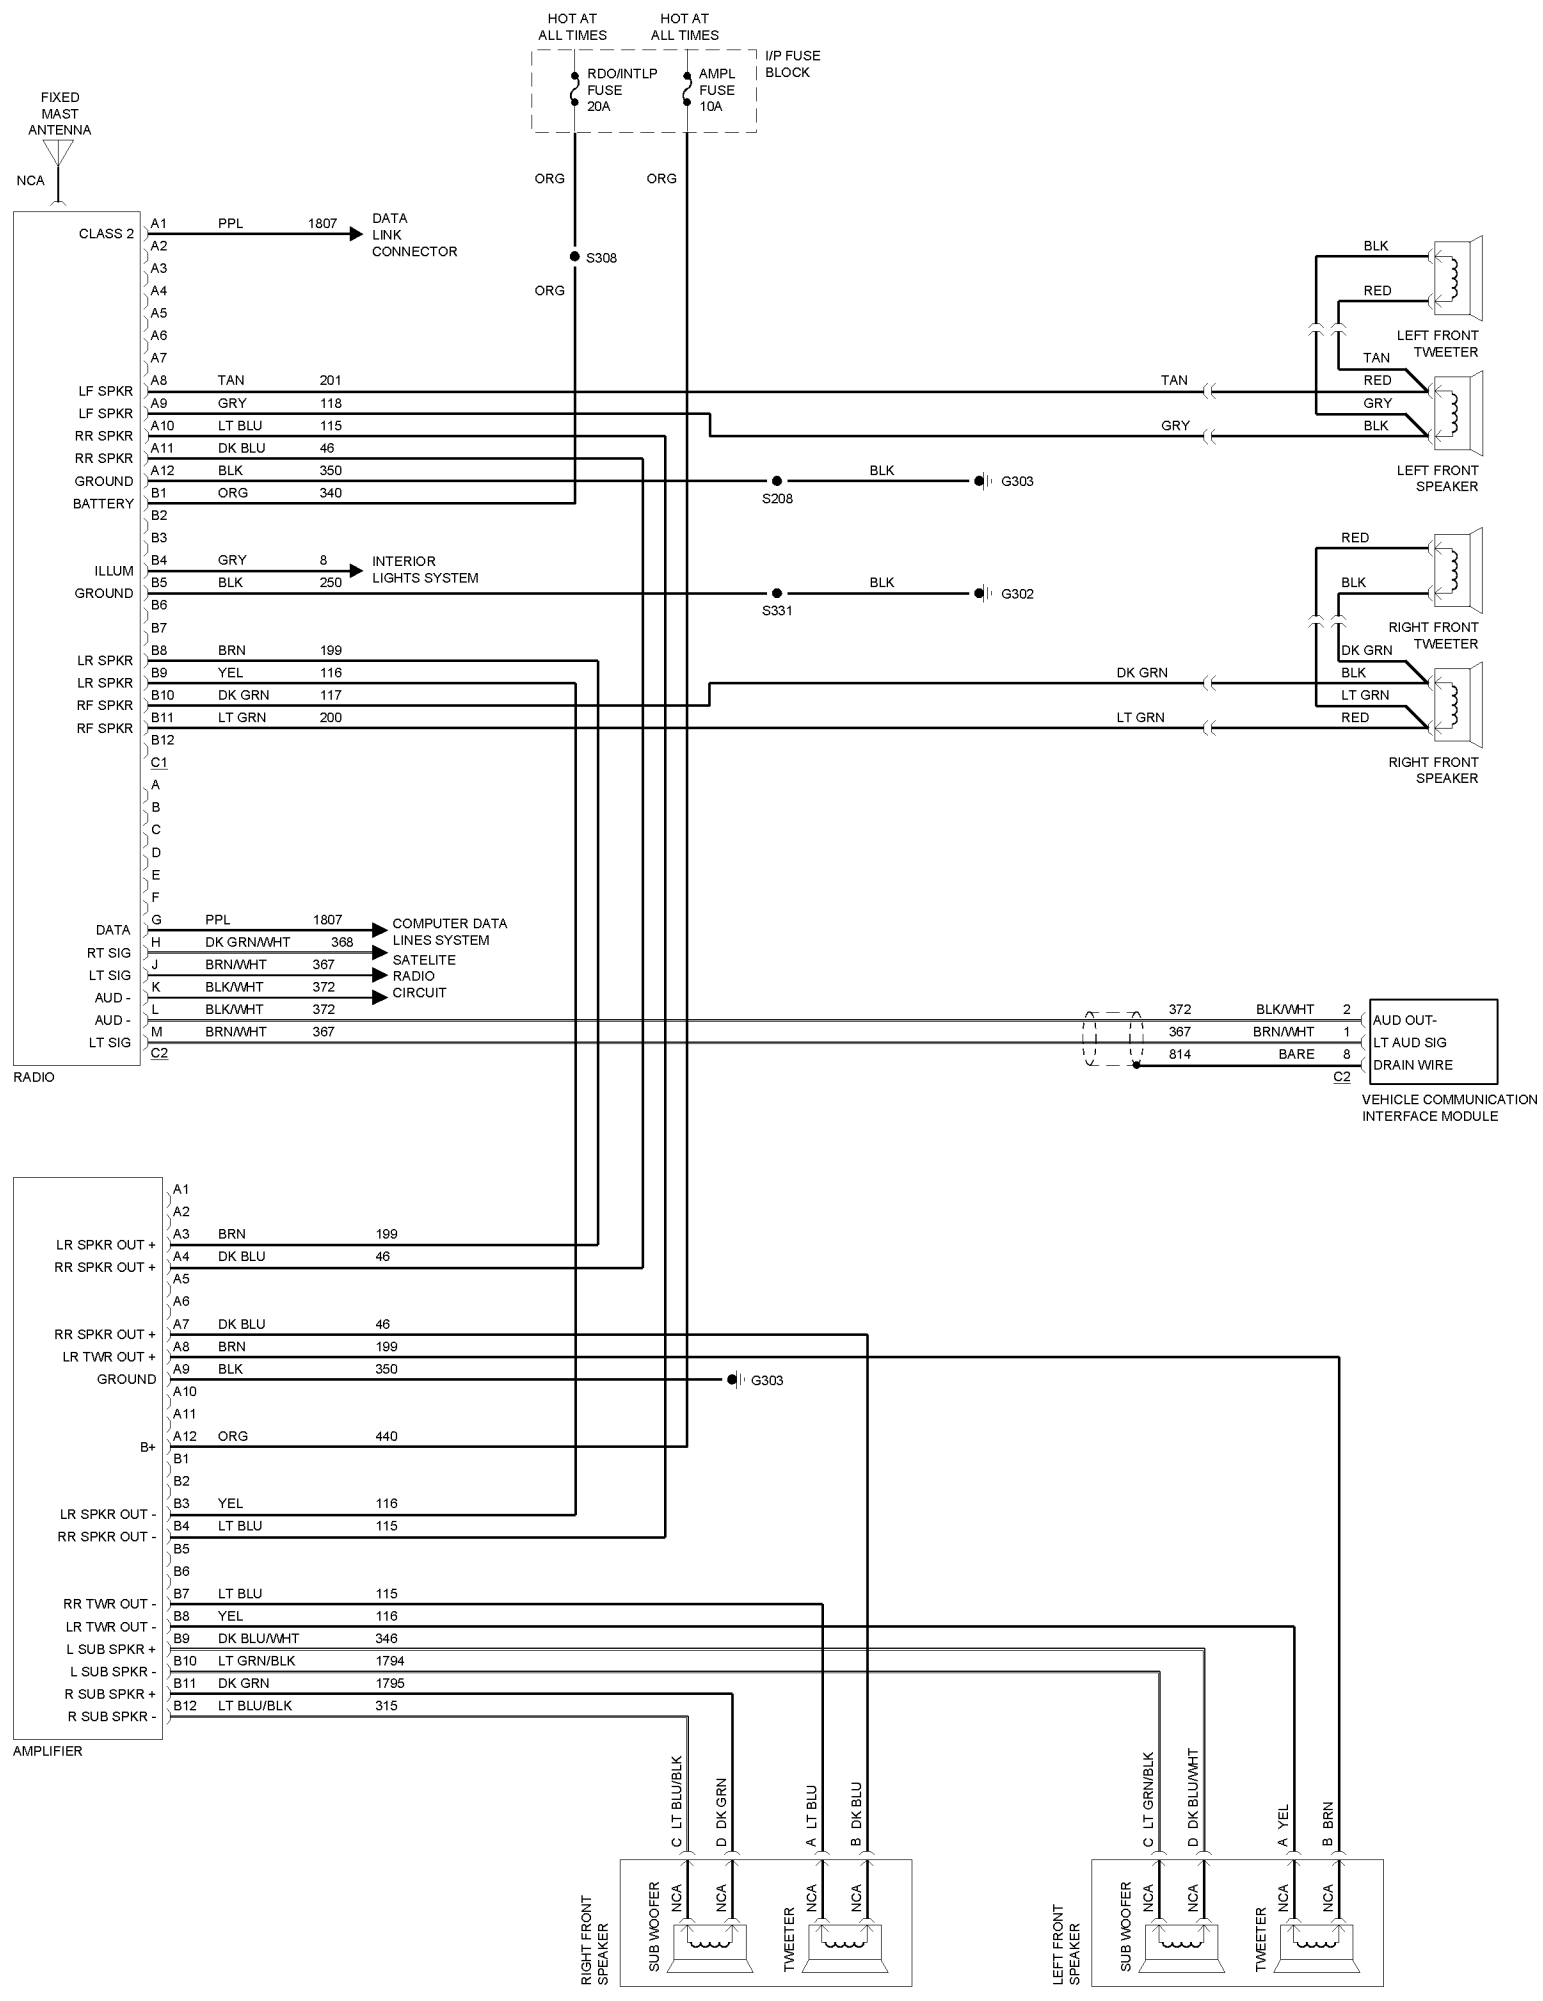 HOT AT
ALL TIMES
HOT AT
ALL TIMES
I/P FUSE
BLOCK
RDO/INTLP
FUSE
20A
AMPL
FUSE
10A
FIXED
MAST
ANTENNA
NCA
ORG
ORG
CLASS 2
A1 PPL 1807
DATA
LINK
CONNECTOR
A2
S308
A3
A4
ORG
A5
A6
A7
BLK
RED
LEFT FRONT
TWEETER
TAN
LF SPKR A8 TAN 201 TAN RED
LF SPKR A9 GRY 118 GRY
RR SPKR A10 LT BLU 115 GRY BLK
RR SPKR A11 DK BLU 46
LEFT FRONT
SPEAKER
GROUND A12 BLK 350 S208 BLK G303
BATTERY B1 ORG 340
B2
B3
ILLUM B4 GRY 8
INTERIOR
LIGHTS SYSTEM
GROUND B5 BLK 250 S331 BLK G302
B6
B7
RED
BLK
RIGHT FRONT
TWEETER
LR SPKR B8 BRN 199 DK GRN
LR SPKR B9 YEL 116 DK GRN BLK
RF SPKR B10 DK GRN 117 LT GRN
RF SPKR B11 LT GRN 200 LT GRN RED
B12
C1
RIGHT FRONT
SPEAKER
A
B
C
D
E
F
DATA G PPL 1807
COMPUTER DATA
LINES SYSTEM
RT SIG H DK GRN/WHT 368
LT SIG J BRN/WHT 367
AUD - K BLK/WHT 372
SATELITE
RADIO
CIRCUIT
AUD - L BLK/WHT 372 372 BLK/WHT 2 AUD OUT-
LT SIG M BRN/WHT 367 367 BRN/WHT 1 LT AUD SIG
C2 814 BARE 8 DRAIN WIRE
C2
RADIO
VEHICLE COMMUNICATION
INTERFACE MODULE
A1
A2
LR SPKR OUT + A3 BRN 199
RR SPKR OUT + A4 DK BLU 46
A5
A6
RR SPKR OUT + A7 DK BLU 46
LR TWR OUT + A8 BRN 199
GROUND A9 BLK 350 G303
A10
A11
B+ A12 ORG 440
B1
B2
LR SPKR OUT - B3 YEL 116
RR SPKR OUT - B4 LT BLU 115
B5
B6
RR TWR OUT - B7 LT BLU 115
LR TWR OUT - B8 YEL 116
L SUB SPKR + B9 DK BLU/WHT 346
L SUB SPKR - B10 LT GRN/BLK 1794
R SUB SPKR + B11 DK GRN 1795
R SUB SPKR - B12 LT BLU/BLK 315
AMPLIFIER
C LT BLU/BLK
D DK GRN
A LT BLU
B DK BLU
C LT GRN/BLK
D DK BLU/WHT
A YEL
B BRN
RIGHT FRONT
SPEAKER
SUB WOOFER
NCA
NCA
TWEETER
NCA
NCA
LEFT FRONT
SPEAKER
SUB WOOFER
NCA
NCA
TWEETER
NCA
NCA